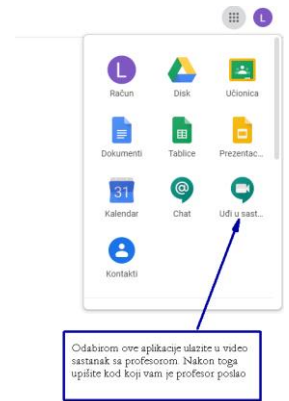 L
L
Račun Disk Učionica
Dokumenti Tablice Prezentac...
31
Kalendar Chat Uđi u sast...
Kontakti
Odabirom ove aplikacije ulazite u video
sastanak sa profesorom. Nakon toga
upišite kod koji vam je profesor poslao